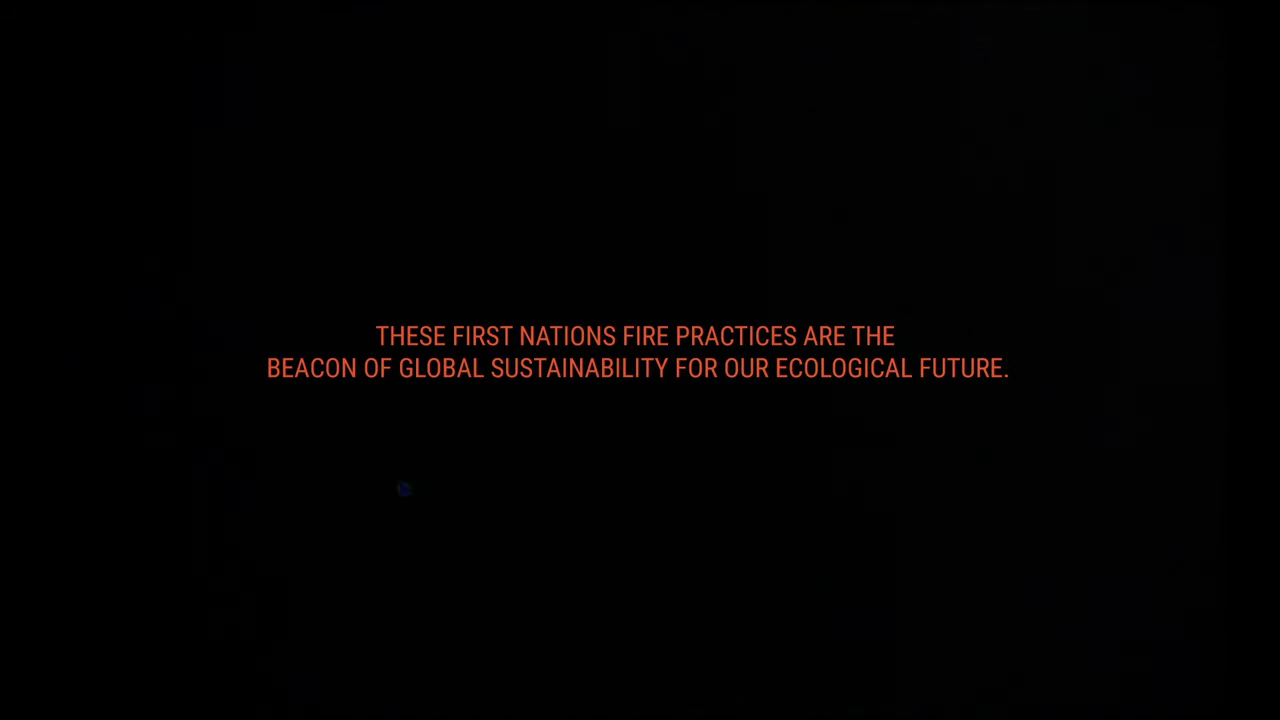 THESE FIRST NATIONS FIRE PRACTICES ARE THE
BEACON OF GLOBAL SUSTAINABILITY FOR OUR ECOLOGICAL FUTURE.